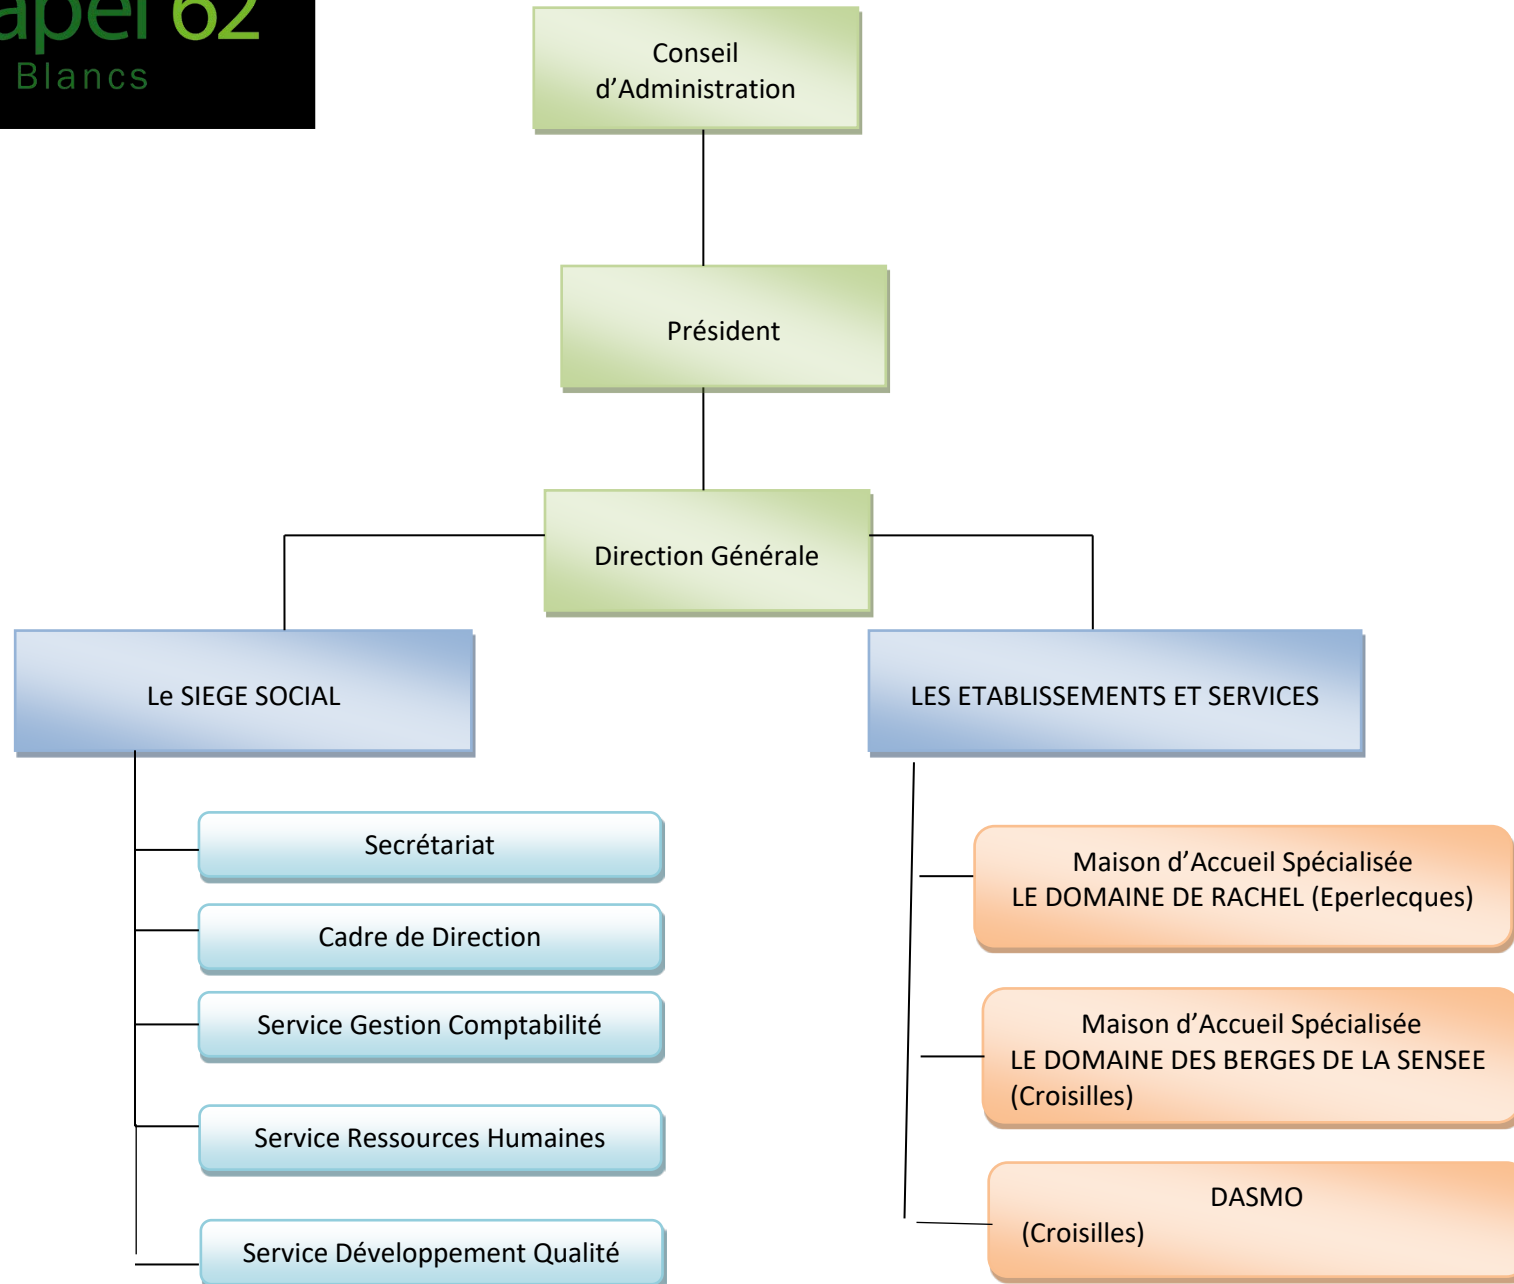 62
Blancs
Conseil
d’Administration
Président
Direction Générale
Le SIEGE SOCIAL
LES ETABLISSEMENTS ET SERVICES
Secrétariat
Cadre de Direction
Service Gestion Comptabilité
Service Ressources Humaines
Service Développement Qualité
Maison d’Accueil Spécialisée
LE DOMAINE DE RACHEL (Eperlecques)
Maison d’Accueil Spécialisée
LE DOMAINE DES BERGES DE LA SENSEE
(Croisilles)
DASMO
(Croisilles)